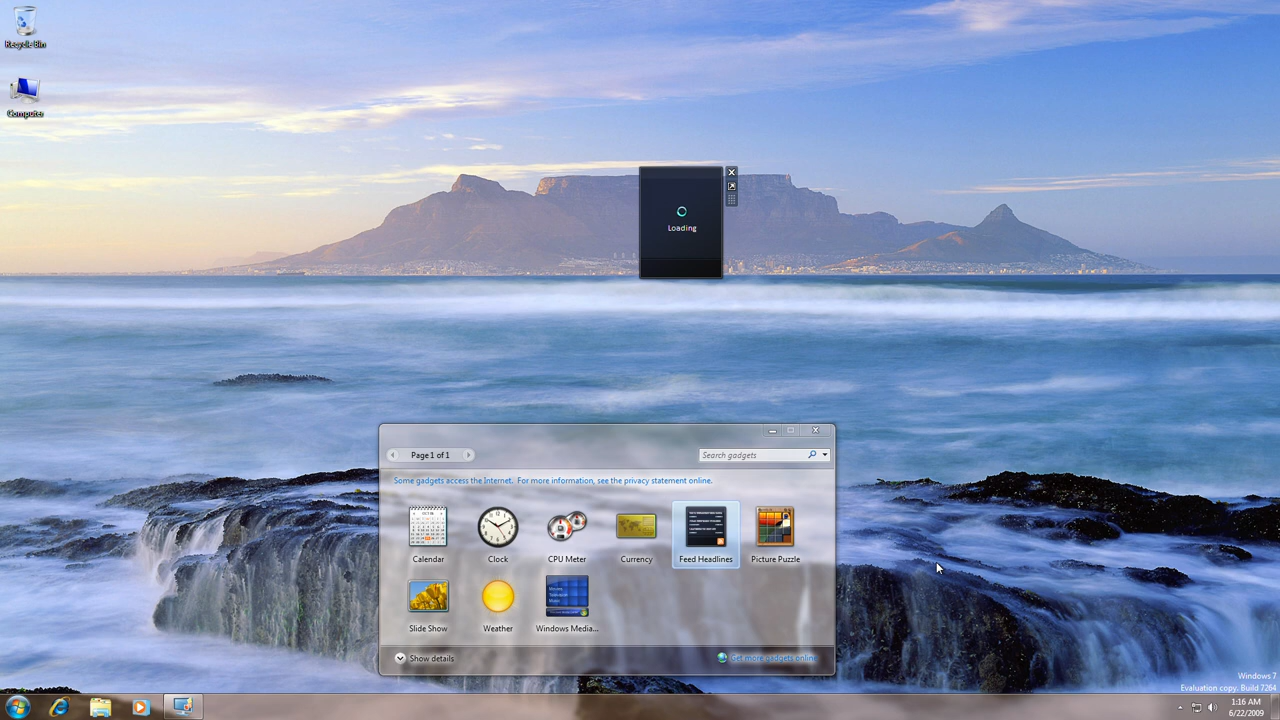 Recycle Bin
Computer
Loading
Page 1 of 1
Search gadgets
Some gadgets access the Internet. For more information, see the privacy statement online.
Calendar
Clock
CPU Meter
Currency
Feed Headlines
Picture Puzzle
Slide Show
Weather
Windows Media...
Show details
Get more gadgets online
Windows 7
Evaluation copy. Build 7264
1:16 AM
6/22/2009